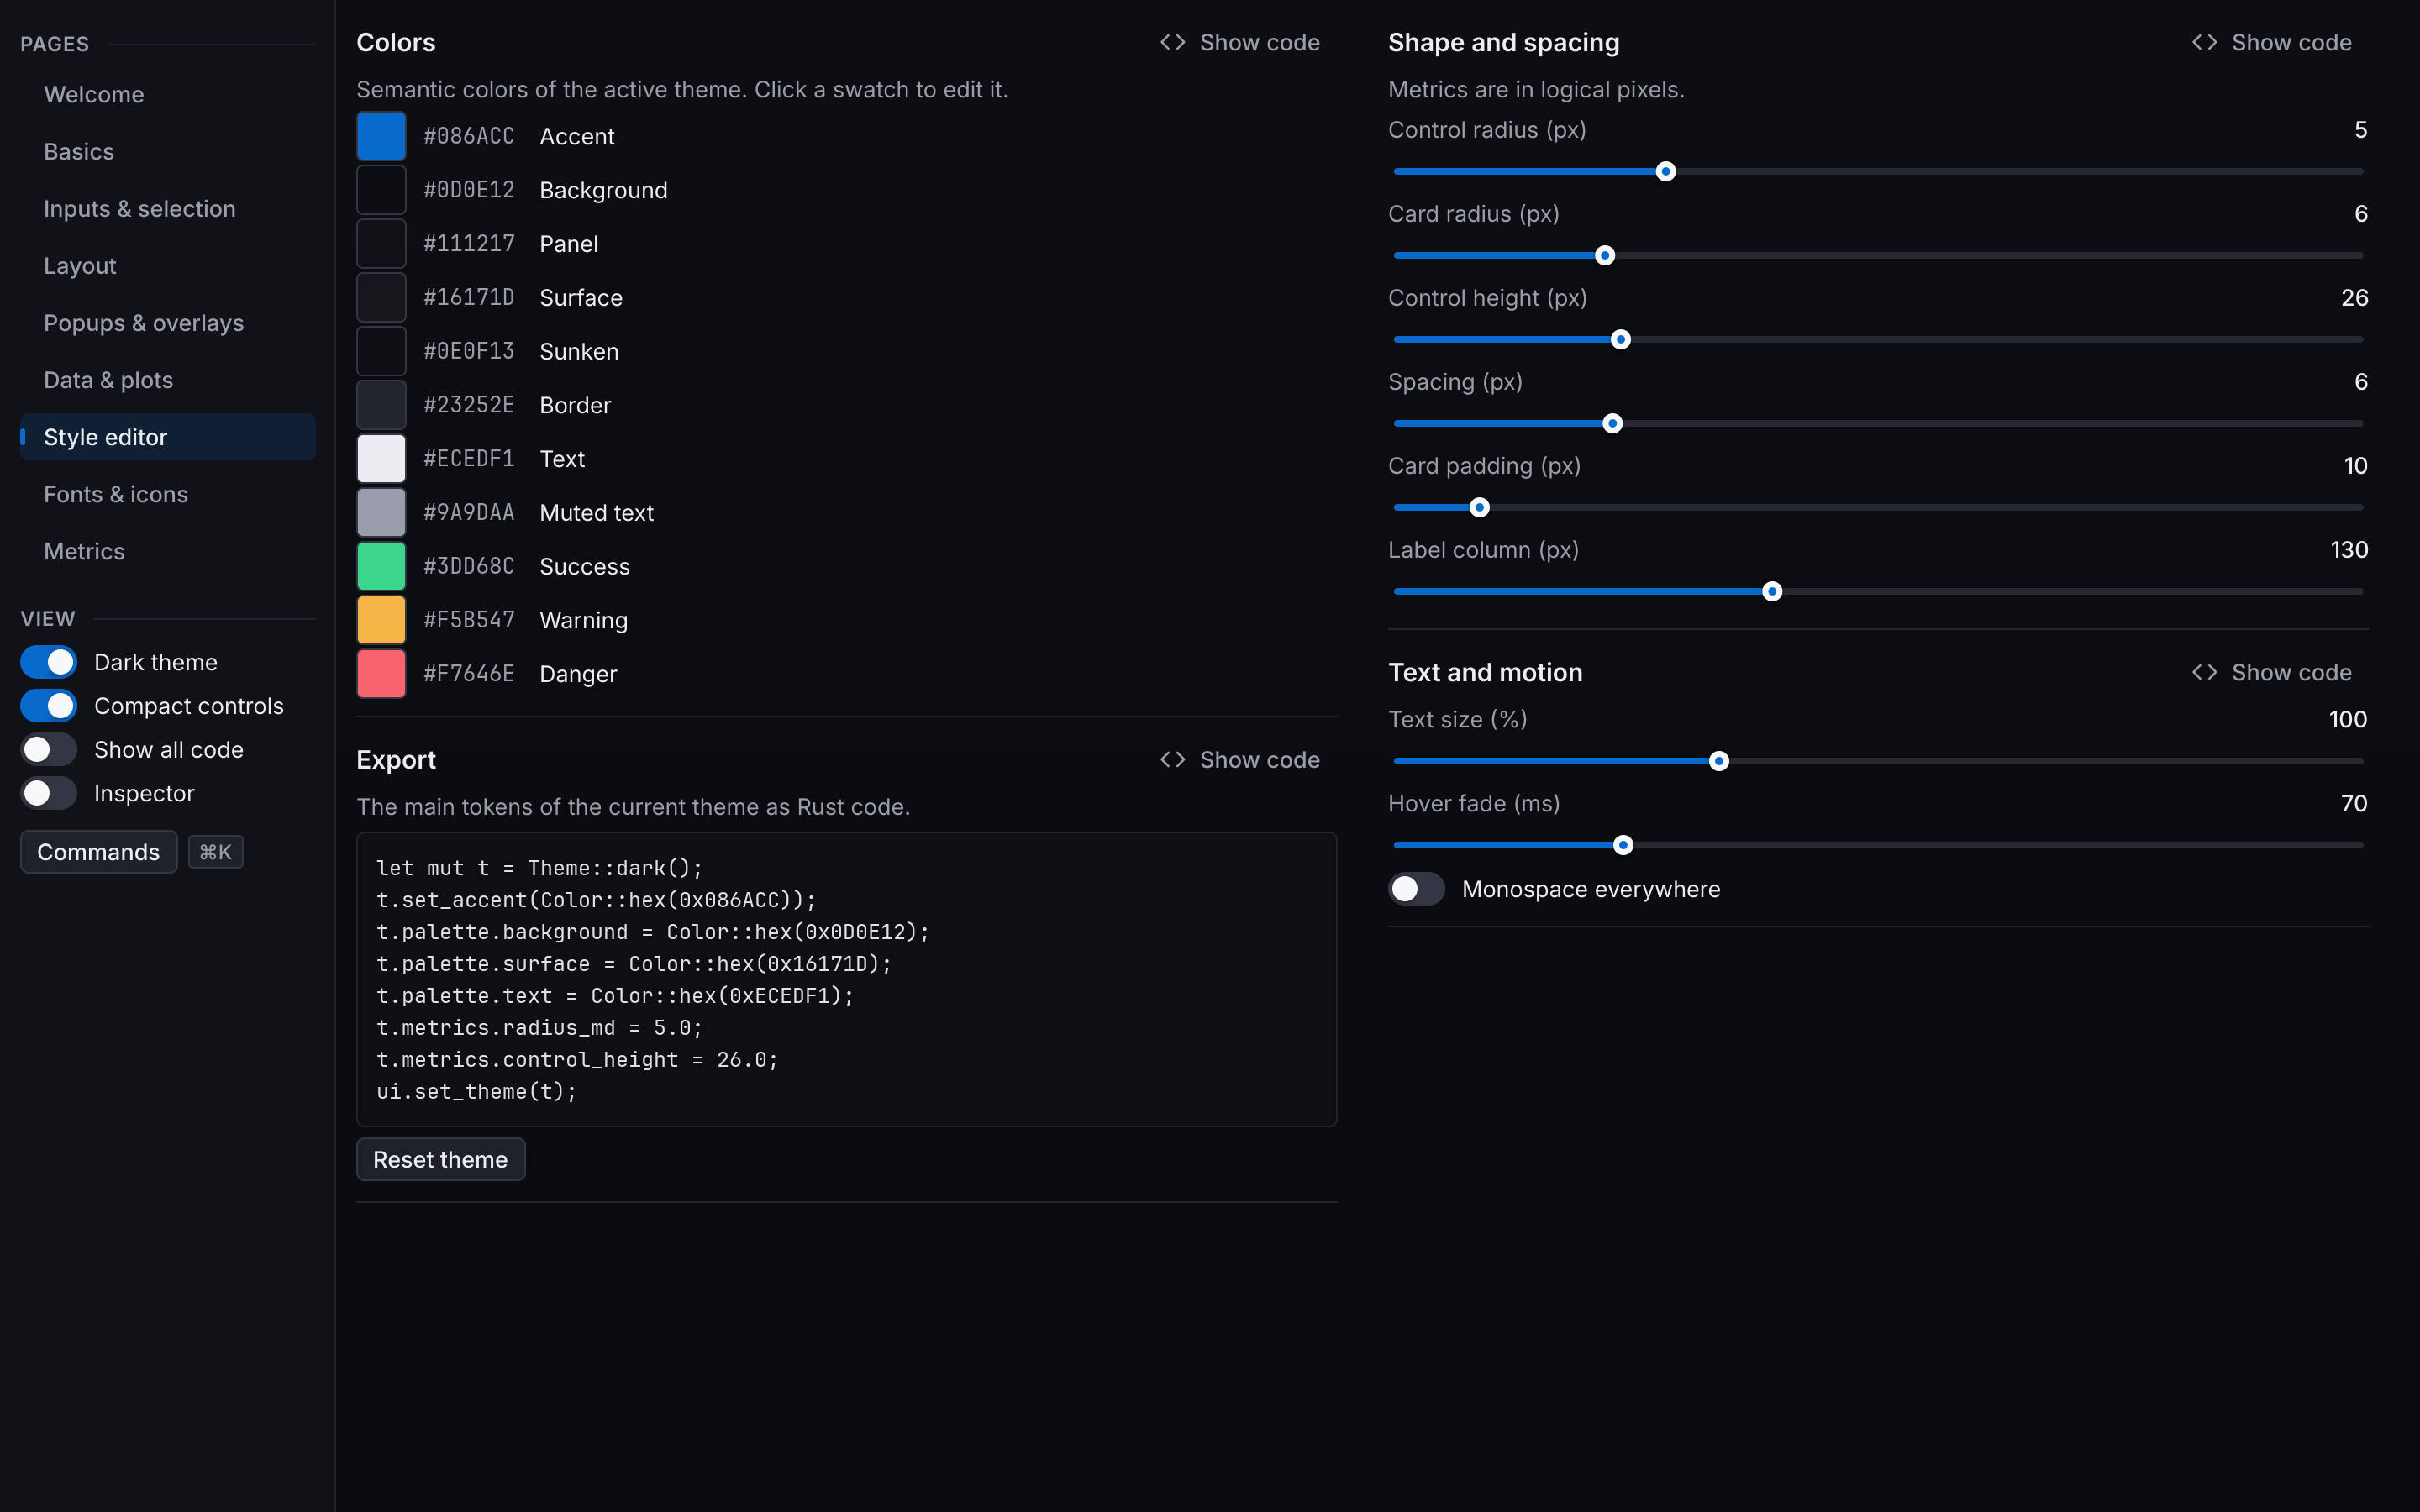 PAGES
Welcome
Basics
Inputs & selection
Layout
Popups & overlays
Data & plots
Style editor
Fonts & icons
Metrics
VIEW
Dark theme
Compact controls
Show all code
Inspector
Commands ⌘K
Colors <> Show code
Semantic colors of the active theme. Click a swatch to edit it.
#086ACC Accent
#0D0E12 Background
#111217 Panel
#16171D Surface
#0E0F13 Sunken
#23252E Border
#ECEDF1 Text
#9A9DAA Muted text
#3DD68C Success
#F5B547 Warning
#F7646E Danger
Export <> Show code
The main tokens of the current theme as Rust code.
let mut t = Theme::dark();
t.set_accent(Color::hex(0x086ACC));
t.palette.background = Color::hex(0x0D0E12);
t.palette.surface = Color::hex(0x16171D);
t.palette.text = Color::hex(0xECEDF1);
t.metrics.radius_md = 5.0;
t.metrics.control_height = 26.0;
ui.set_theme(t);
Reset theme
Shape and spacing <> Show code
Metrics are in logical pixels.
Control radius (px) 5
Card radius (px) 6
Control height (px) 26
Spacing (px) 6
Card padding (px) 10
Label column (px) 130
Text and motion <> Show code
Text size (%) 100
Hover fade (ms) 70
Monospace everywhere